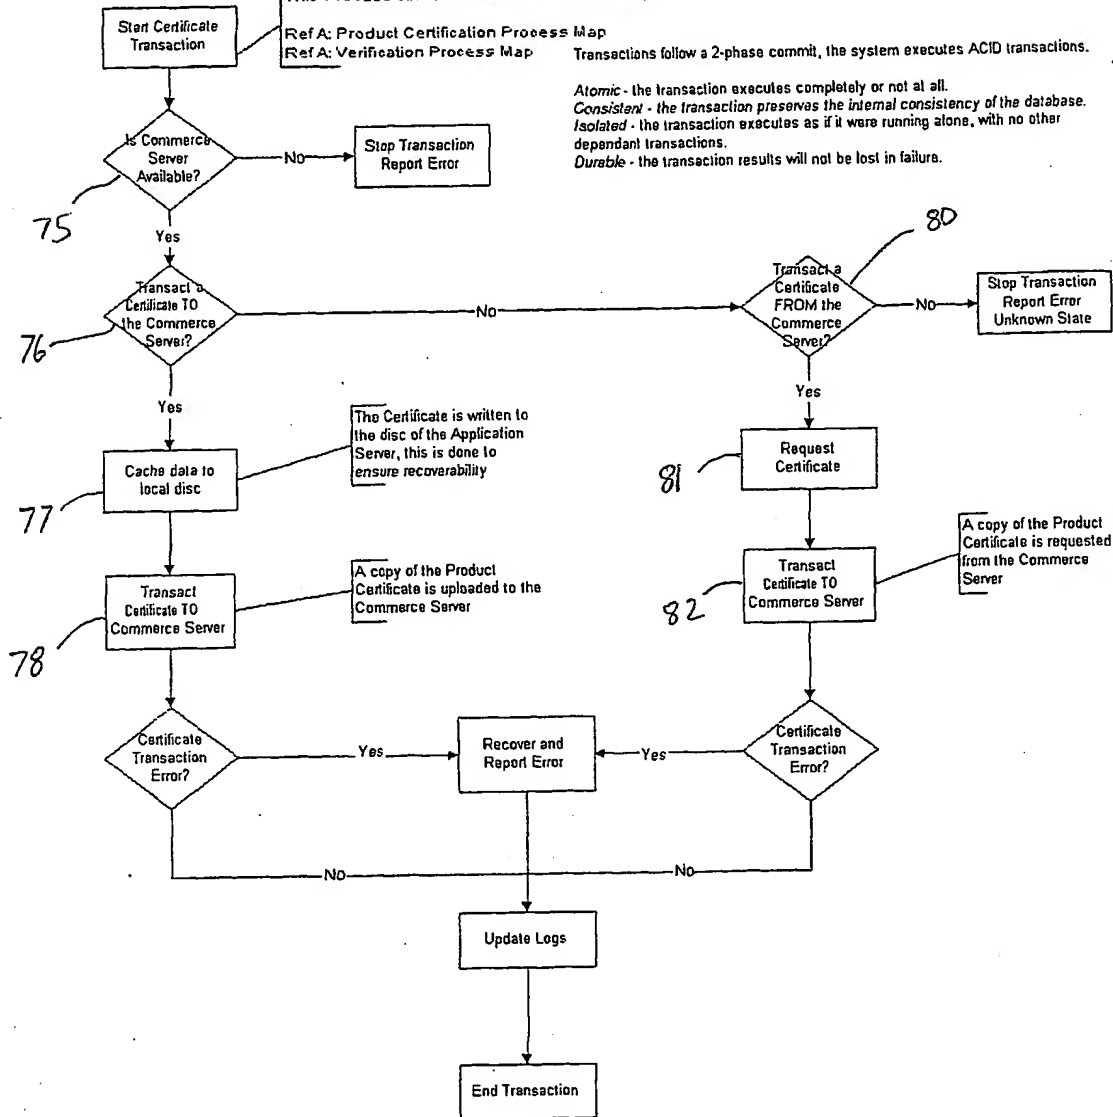 Start Certificate
Transaction
Ref A: Product Certification Process Map
Ref A: Verification Process Map
Transactions follow a 2-phase commit, the system executes ACID transactions.
Atomic - the transaction executes completely or not at all.
Consistent - the transaction preserves the internal consistency of the database.
Isolated - the transaction executes as if it were running alone, with no other
dependant transactions.
Durable - the transaction results will not be lost in failure.
Is Commerce
Server
Available?
No
Stop Transaction
Report Error
75
Yes
80
Transact a
Certificate TO
the Commerce
Server?
No
Transact a
Certificate
FROM the
Commerce
Server?
No
Stop Transaction
Report Error
Unknown State
76
Yes
Yes
The Certificate is written to
the disc of the Application
Server, this is done to
ensure recoverability
Cache data to
local disc
77
Request
Certificate
81
A copy of the Product
Certificate is requested
from the Commerce
Server
Transact
Certificate TO
Commerce Server
78
A copy of the Product
Certificate is uploaded to the
Commerce Server
Transact
Certificate TO
Commerce Server
82
Certificate
Transaction
Error?
Yes
Recover and
Report Error
Yes
Certificate
Transaction
Error?
No
No
Update Logs
End Transaction